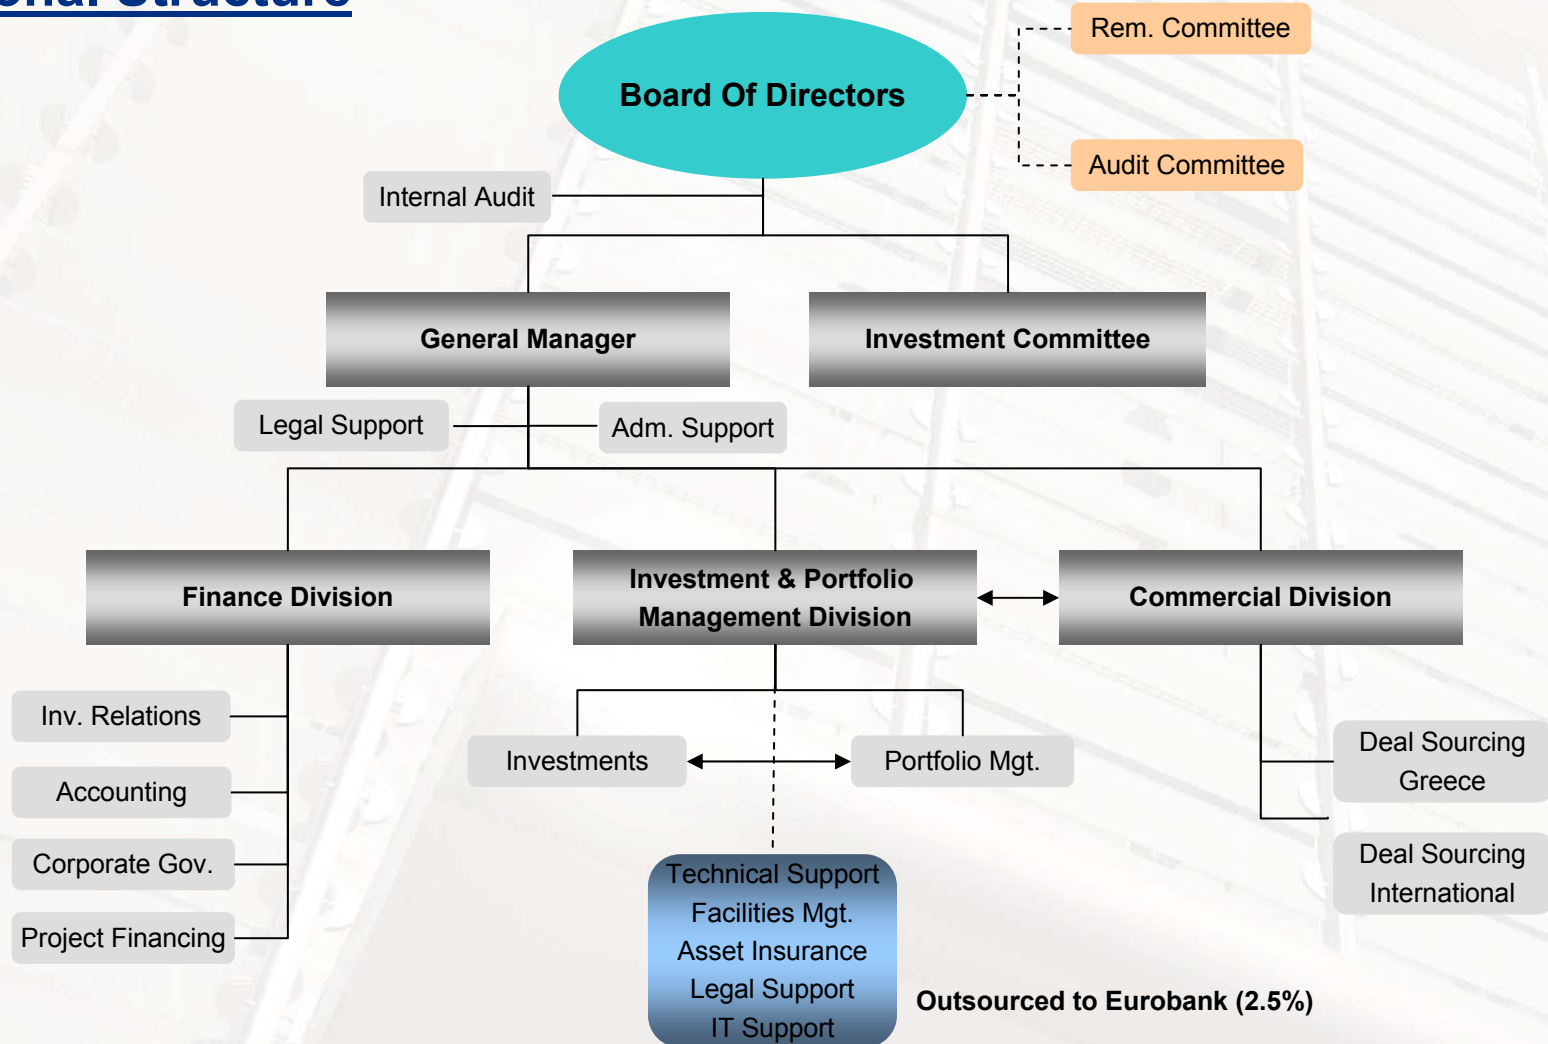 onal Structure
Rem. Committee
Board Of Directors
Audit Committee
Internal Audit
General Manager
Investment Committee
Legal Support
Adm. Support
Finance Division
Investment & Portfolio
Management Division
Commercial Division
Inv. Relations
Accounting
Corporate Gov.
Project Financing
Investments
Portfolio Mgt.
Deal Sourcing
Greece
Deal Sourcing
International
Technical Support
Facilities Mgt.
Asset Insurance
Legal Support
IT Support
Outsourced to Eurobank (2.5%)